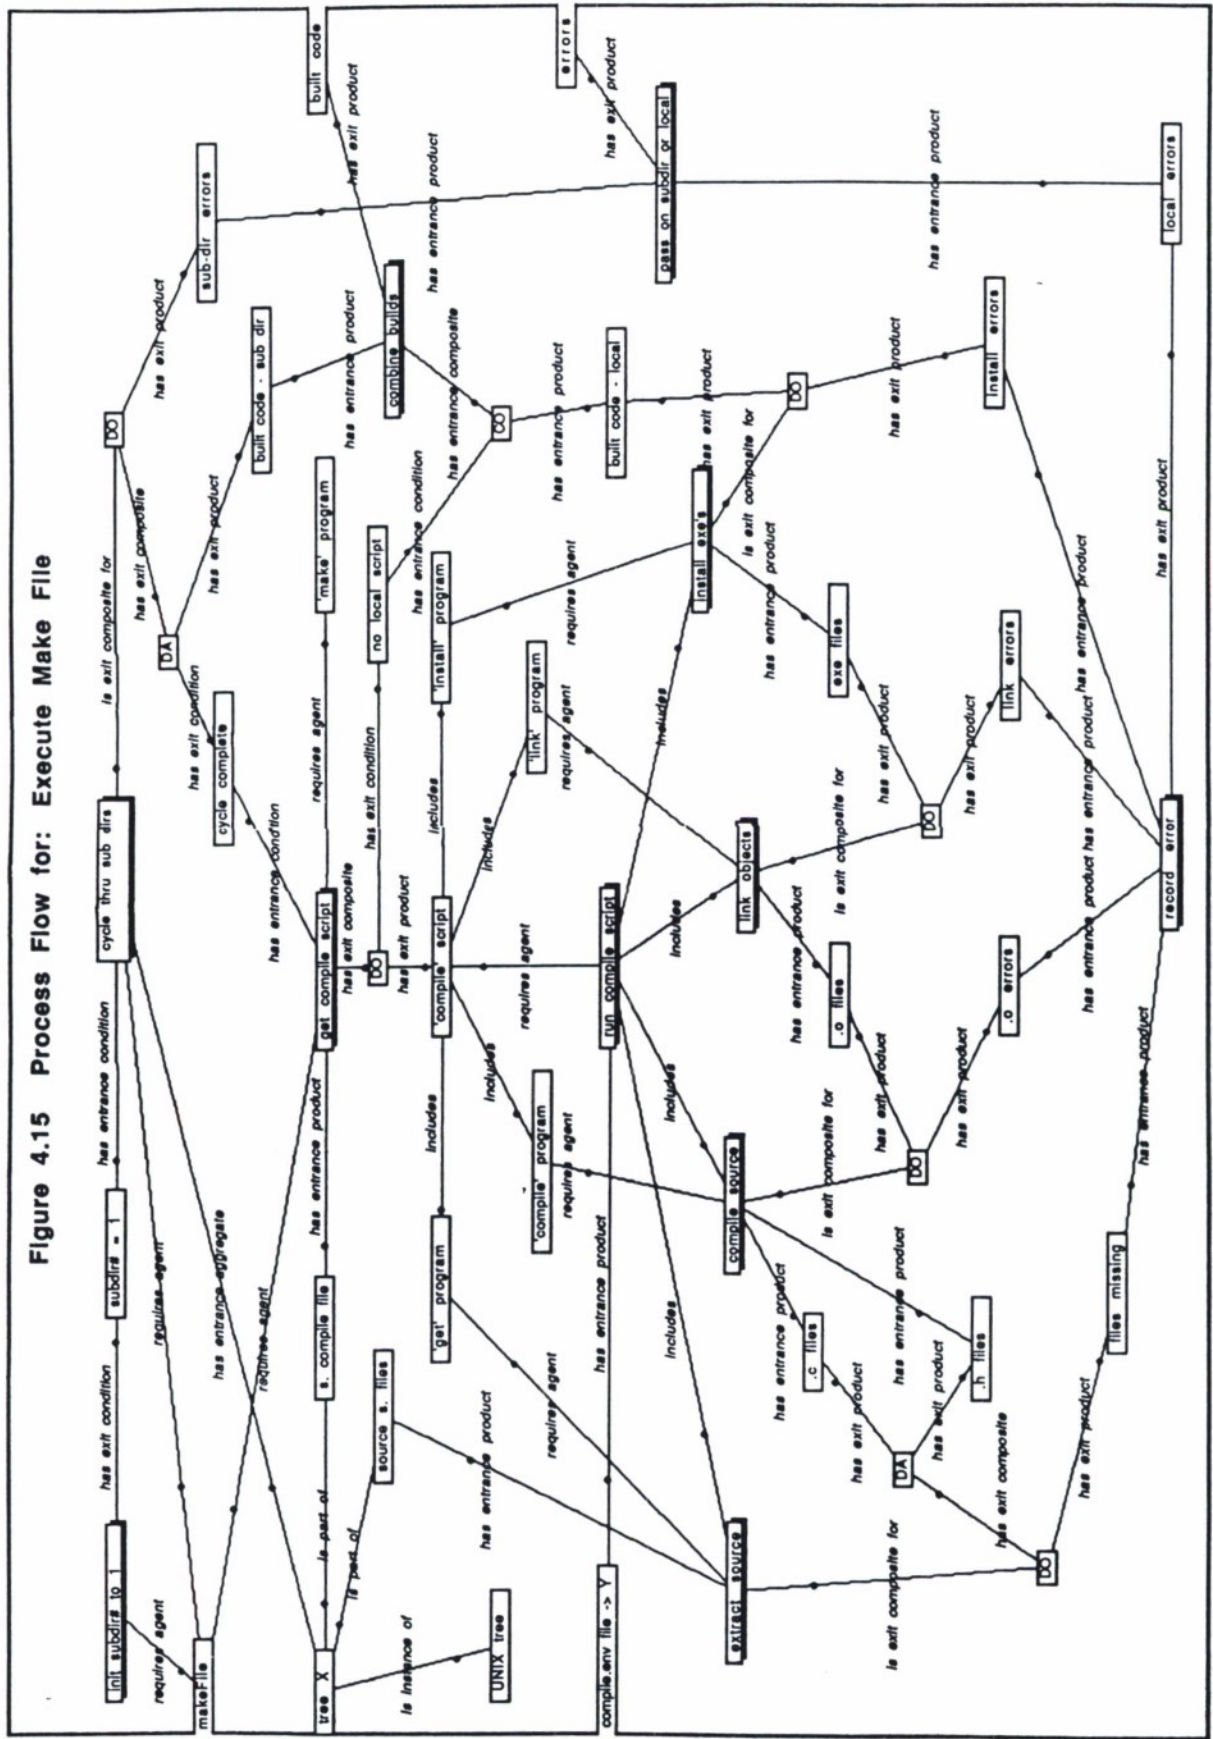 Figure 4.15 Process Flow for: Execute Make File
init subdir# to 1
has exit condition
subdir# = 1
has entrance condition
cycle thru sub dirs
is exit composite for
DO
has exit product
sub-dir errors
requires agent
makeFile
requires agent
has entrance aggregate
requires agent
has exit composite
DA
has exit condition
has exit product
cycle complete
has entrance condition
built code - sub dir
has entrance product
has exit product
built code
tree X
is part of
is part of
s. compile file
has entrance product
get compile script
requires agent
'make' program
has exit composite
DO
has exit condition
no local script
has entrance condition
combine builds
has entrance composite
CO
has entrance product
has entrance product
is instance of
UNIX tree
source s. files
has entrance product
has exit product
'get' program
includes
'compile' script
includes
'install' program
requires agent
includes
'compile' program
requires agent
includes
'link' program
requires agent
requires agent
requires agent
built code - local
has exit product
errors
has exit product
pass on subdir or local
compile.env file -> Y
has entrance product
run compile script
includes
includes
includes
includes
install exe's
is exit composite for
DO
has exit product
install errors
extract source
is exit composite for
compile source
has entrance product
.c files
has entrance product
.h files
is exit composite for
link objects
has entrance product
.o files
is exit composite for
has entrance product
exe files
has exit product
DO
has exit product
link errors
has exit product
DA
has exit product
has exit composite
DO
has exit product
files missing
has entrance product
has exit product
DO
has exit product
.o errors
has entrance product
has entrance product
has entrance product
record error
has exit product
local errors
has entrance product